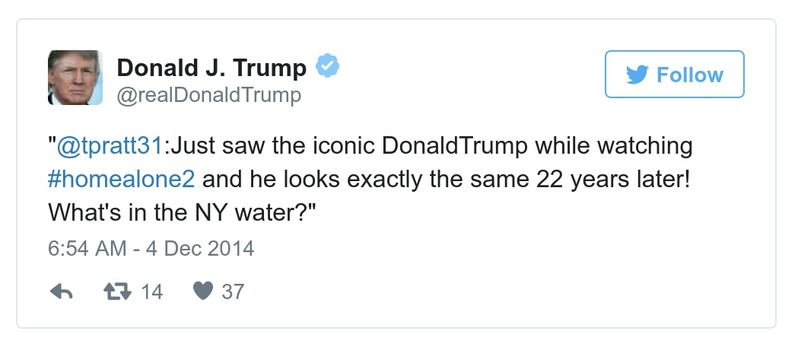 Donald J. Trump
@realDonaldTrump
Follow
"@tpratt31:Just saw the iconic DonaldTrump while watching
#homealone2 and he looks exactly the same 22 years later!
What's in the NY water?"
6:54 AM - 4 Dec 2014
14 37